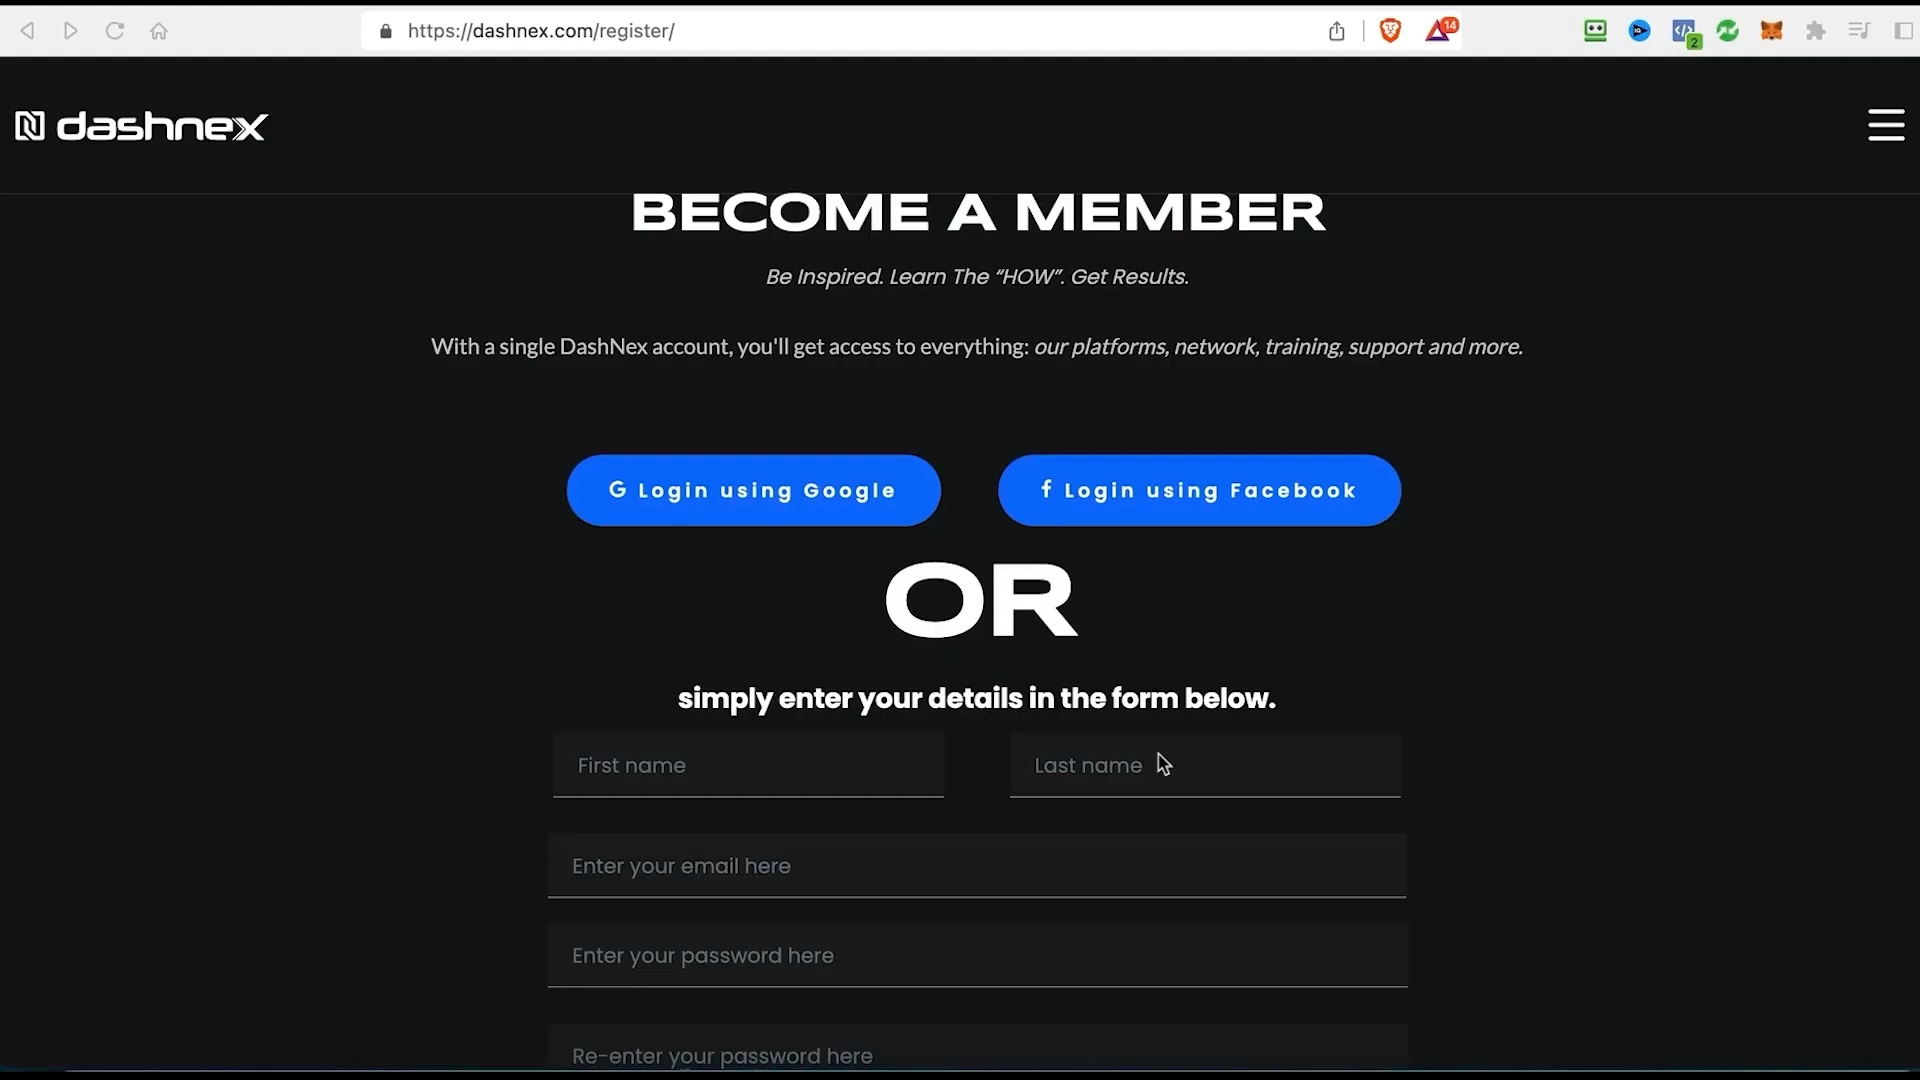 https://dashnex.com/register/
14
2
dashnex
BECOME A MEMBER
Be Inspired. Learn The “HOW”. Get Results.
With a single DashNex account, you'll get access to everything: our platforms, network, training, support and more.
G Login using Google
f Login using Facebook
OR
simply enter your details in the form below.
First name
Last name
Enter your email here
Enter your password here
Re-enter your password here